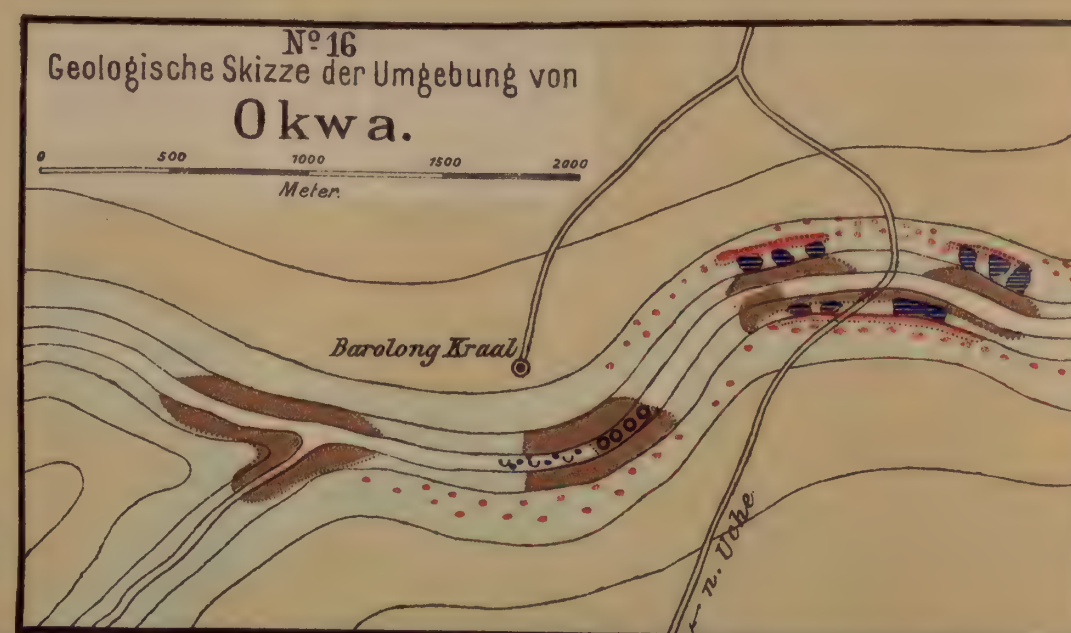 Nº 16
Geologische Skizze der Umgebung von
Okwa.
0 500 1000 1500 2000
Meter.
Barolong Kraal
n. Uche